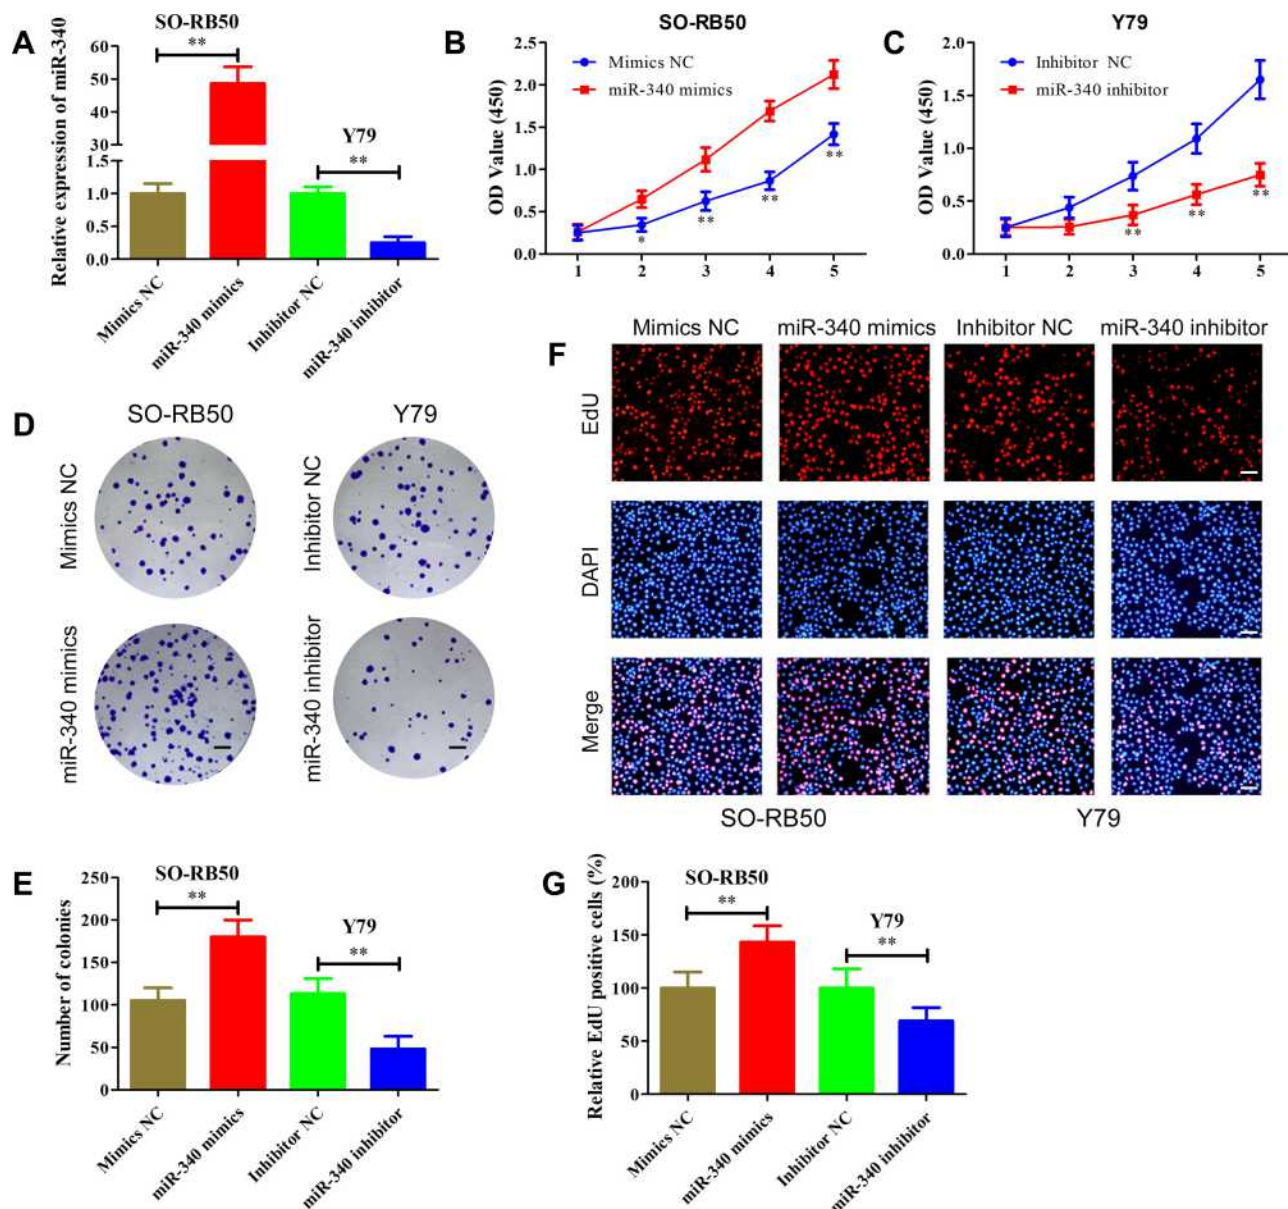 A
SO-RB50
**
Relative expression of miR-340
60
50
40
30
1.5
1.0
0.5
0.0
Y79
**
Mimics NC
miR-340 mimics
Inhibitor NC
miR-340 inhibitor
B
SO-RB50
OD Value (450)
2.5
2.0
1.5
1.0
0.5
0.0
Mimics NC
miR-340 mimics
*
**
**
**
1 2 3 4 5
C
Y79
OD Value (450)
2.5
2.0
1.5
1.0
0.5
0.0
Inhibitor NC
miR-340 inhibitor
**
**
**
1 2 3 4 5
D
SO-RB50 Y79
Mimics NC
Inhibitor NC
miR-340 mimics
miR-340 inhibitor
F
Mimics NC miR-340 mimics Inhibitor NC miR-340 inhibitor
EdU
DAPI
Merge
SO-RB50 Y79
E
SO-RB50
**
Number of colonies
250
200
150
100
50
0
Y79
**
Mimics NC
miR-340 mimics
Inhibitor NC
miR-340 inhibitor
G
SO-RB50
**
Relative EdU positive cells (%)
200
150
100
50
0
Y79
**
Mimics NC
miR-340 mimics
Inhibitor NC
miR-340 inhibitor